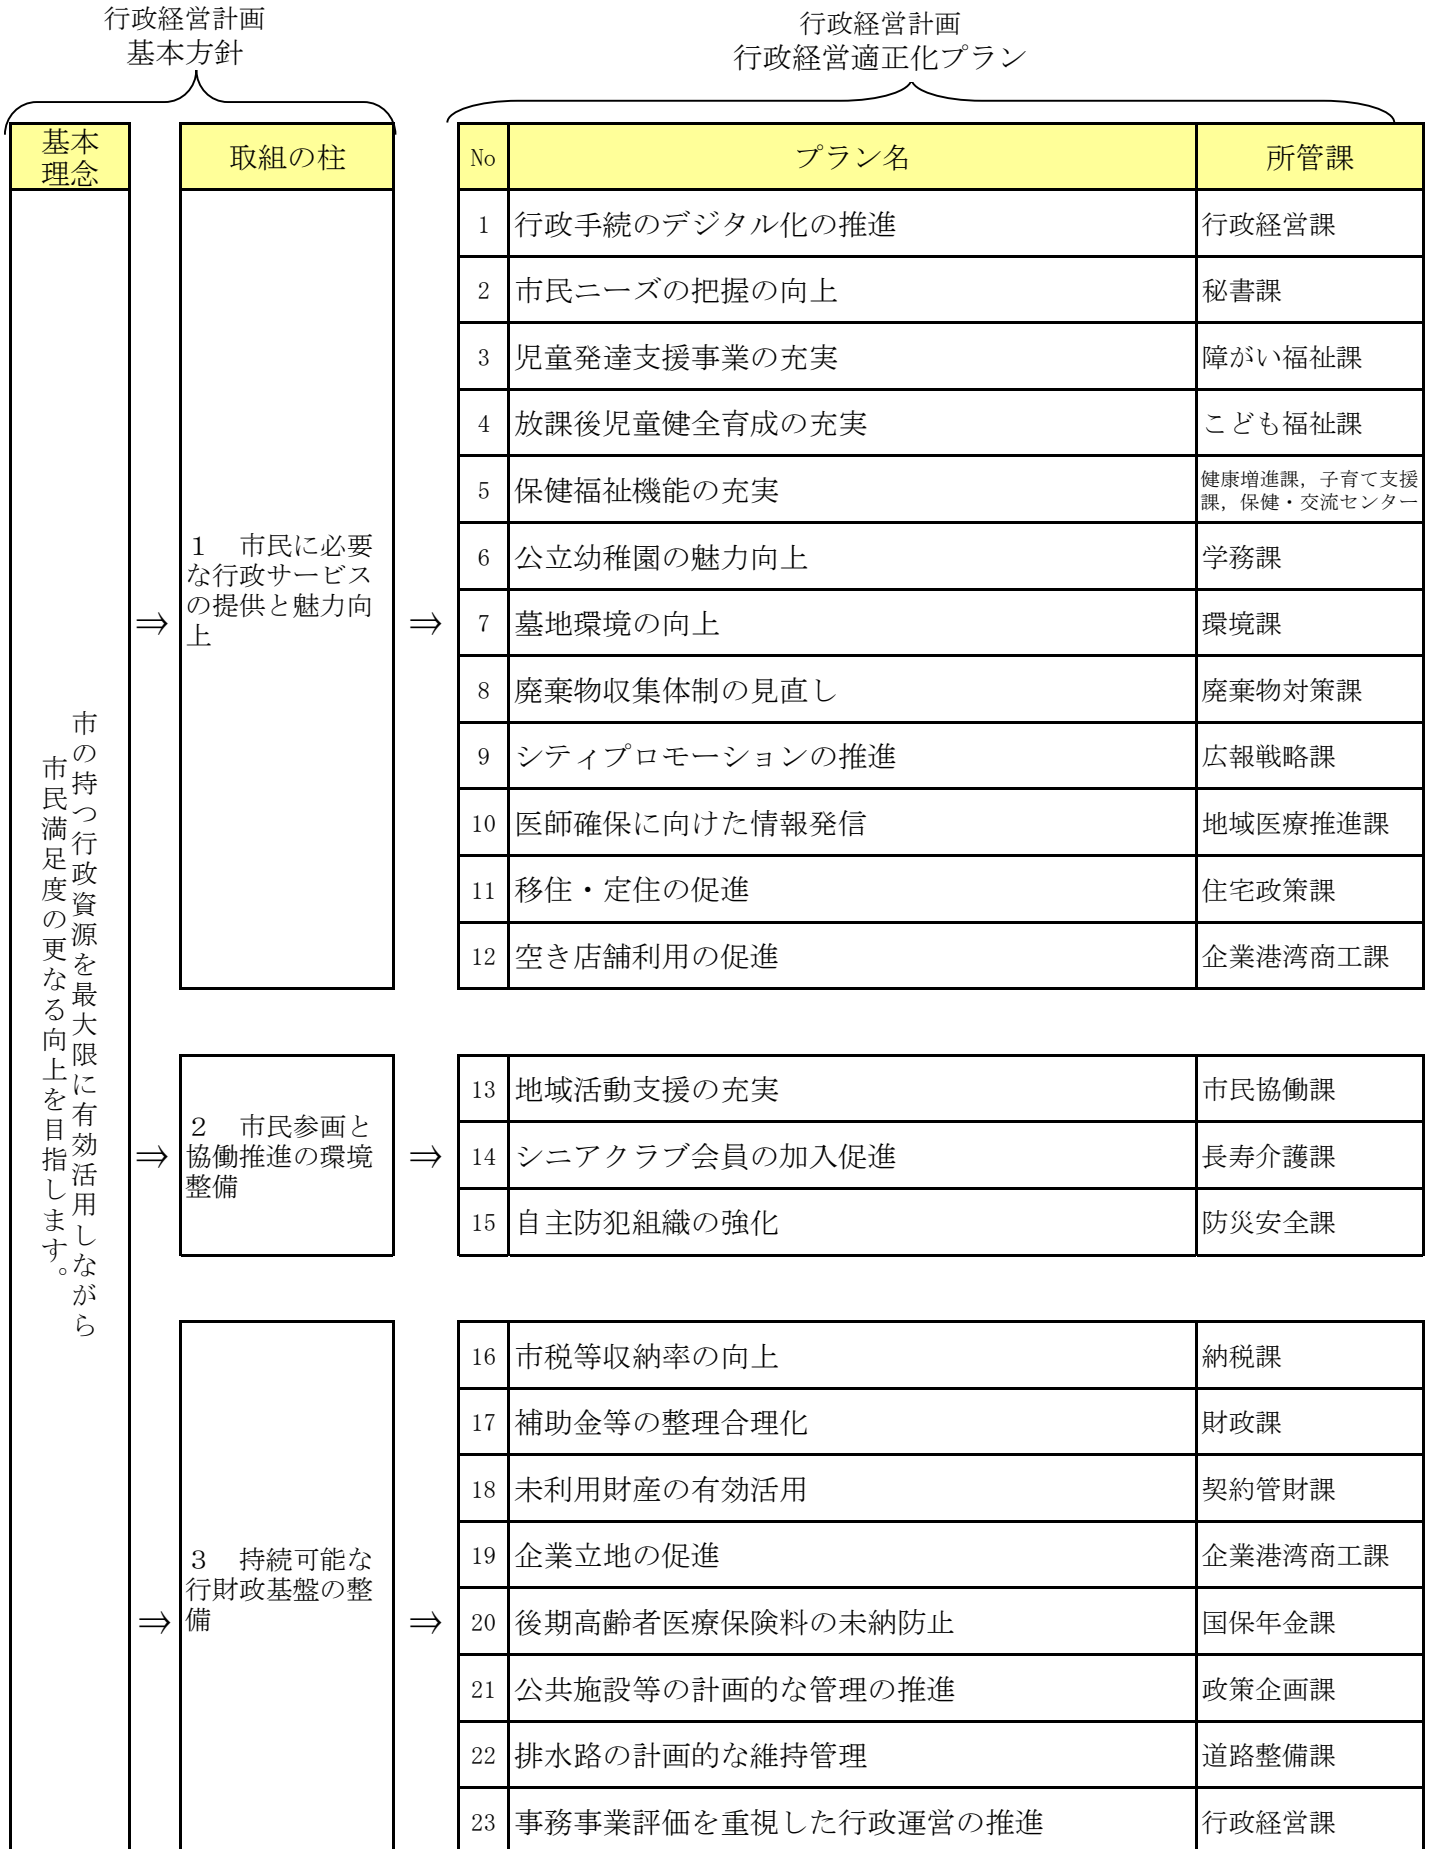 行政経営計画
基本方針
行政経営計画
行政経営適正化プラン
基本
理念
取組の柱
No
プラン名
所管課
市の持つ行政資源を最大限に有効活用しながら
市民満足度の更なる向上を目指します。
⇒
1　市民に必要
な行政サービス
の提供と魅力向
上
⇒
1 行政手続のデジタル化の推進 行政経営課
2 市民ニーズの把握の向上 秘書課
3 児童発達支援事業の充実 障がい福祉課
4 放課後児童健全育成の充実 こども福祉課
5 保健福祉機能の充実 健康増進課，子育て支援
課，保健・交流センター
6 公立幼稚園の魅力向上 学務課
7 墓地環境の向上 環境課
8 廃棄物収集体制の見直し 廃棄物対策課
9 シティプロモーションの推進 広報戦略課
10 医師確保に向けた情報発信 地域医療推進課
11 移住・定住の促進 住宅政策課
12 空き店舗利用の促進 企業港湾商工課
⇒
2　市民参画と
協働推進の環境
整備
⇒
13 地域活動支援の充実 市民協働課
14 シニアクラブ会員の加入促進 長寿介護課
15 自主防犯組織の強化 防災安全課
⇒
3　持続可能な
行財政基盤の整
備
⇒
16 市税等収納率の向上 納税課
17 補助金等の整理合理化 財政課
18 未利用財産の有効活用 契約管財課
19 企業立地の促進 企業港湾商工課
20 後期高齢者医療保険料の未納防止 国保年金課
21 公共施設等の計画的な管理の推進 政策企画課
22 排水路の計画的な維持管理 道路整備課
23 事務事業評価を重視した行政運営の推進 行政経営課